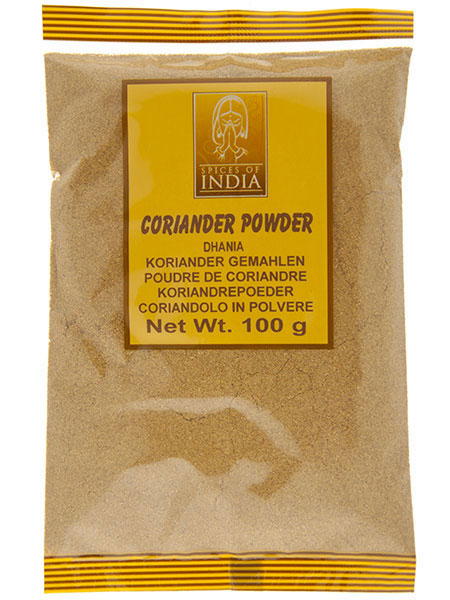 SPICES OF
INDIA
CORIANDER POWDER
DHANIA
KORIANDER GEMAHLEN
POUDRE DE CORIANDRE
KORIANDREPOEDER
CORIANDOLO IN POLVERE
Net Wt. 100 g